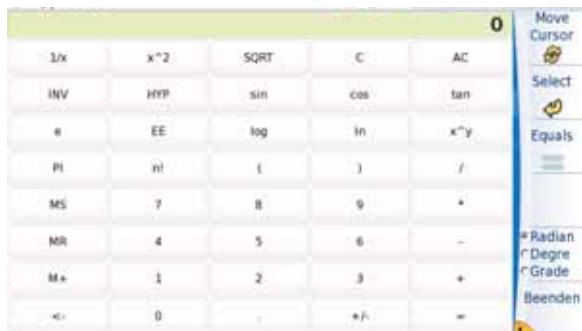 0
1/x x^2 SQRT C AC
INV HYP sin cos tan
e EE log ln x^y
PI n! ( ) /
MS 7 8 9 *
MR 4 5 6 -
M+ 1 2 3 +
<- 0 . +/- =
Move
Cursor
Select
Equals
Radian
Degre
Grade
Beenden